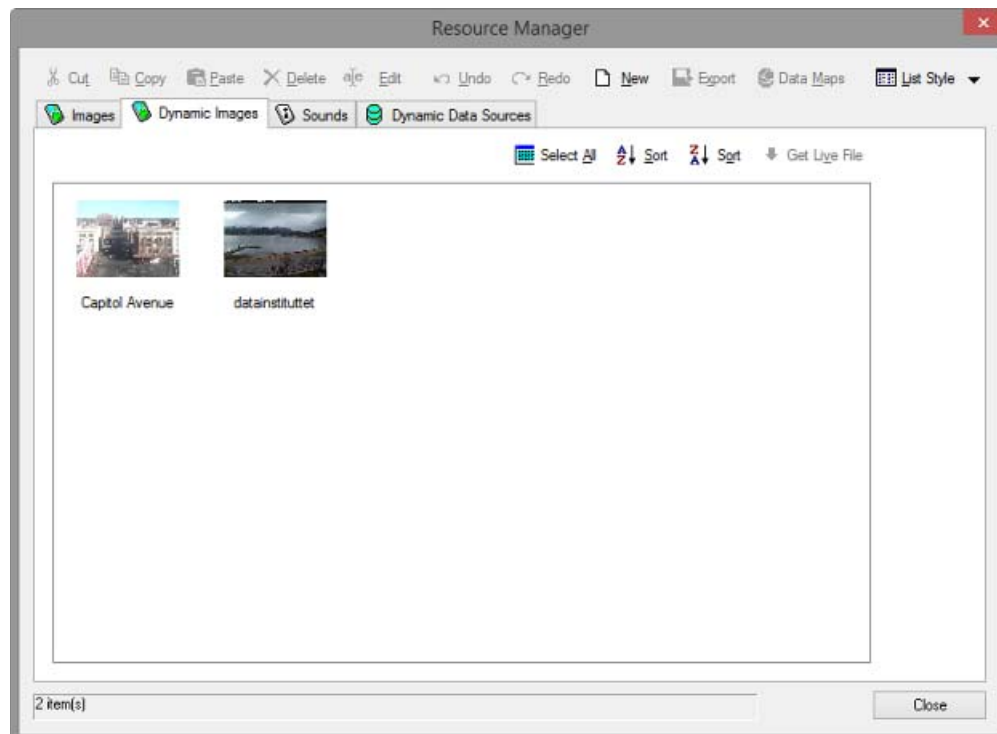 Resource Manager
Cut Copy Paste Delete Edit Undo Redo New Export Data Maps List Style
Images Dynamic Images Sounds Dynamic Data Sources
Select All Sort Sort Get Live File
Capitol Avenue datainstituttet
2 item(s) Close